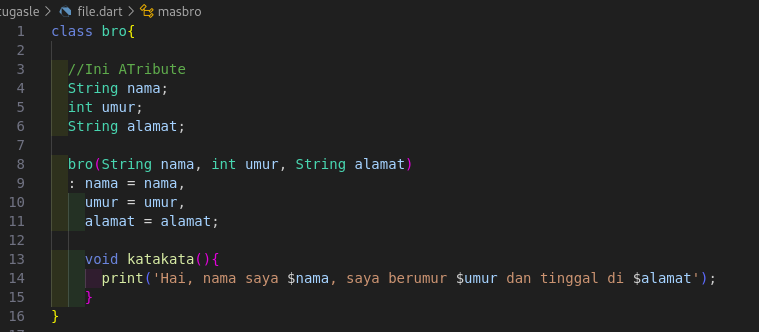 tugasle > file.dart > masbro
1 class bro{
2
3 //Ini ATribute
4 String nama;
5 int umur;
6 String alamat;
7
8 bro(String nama, int umur, String alamat)
9 : nama = nama,
10 umur = umur,
11 alamat = alamat;
12
13 void katakata(){
14 print('Hai, nama saya $nama, saya berumur $umur dan tinggal di $alamat');
15 }
16 }